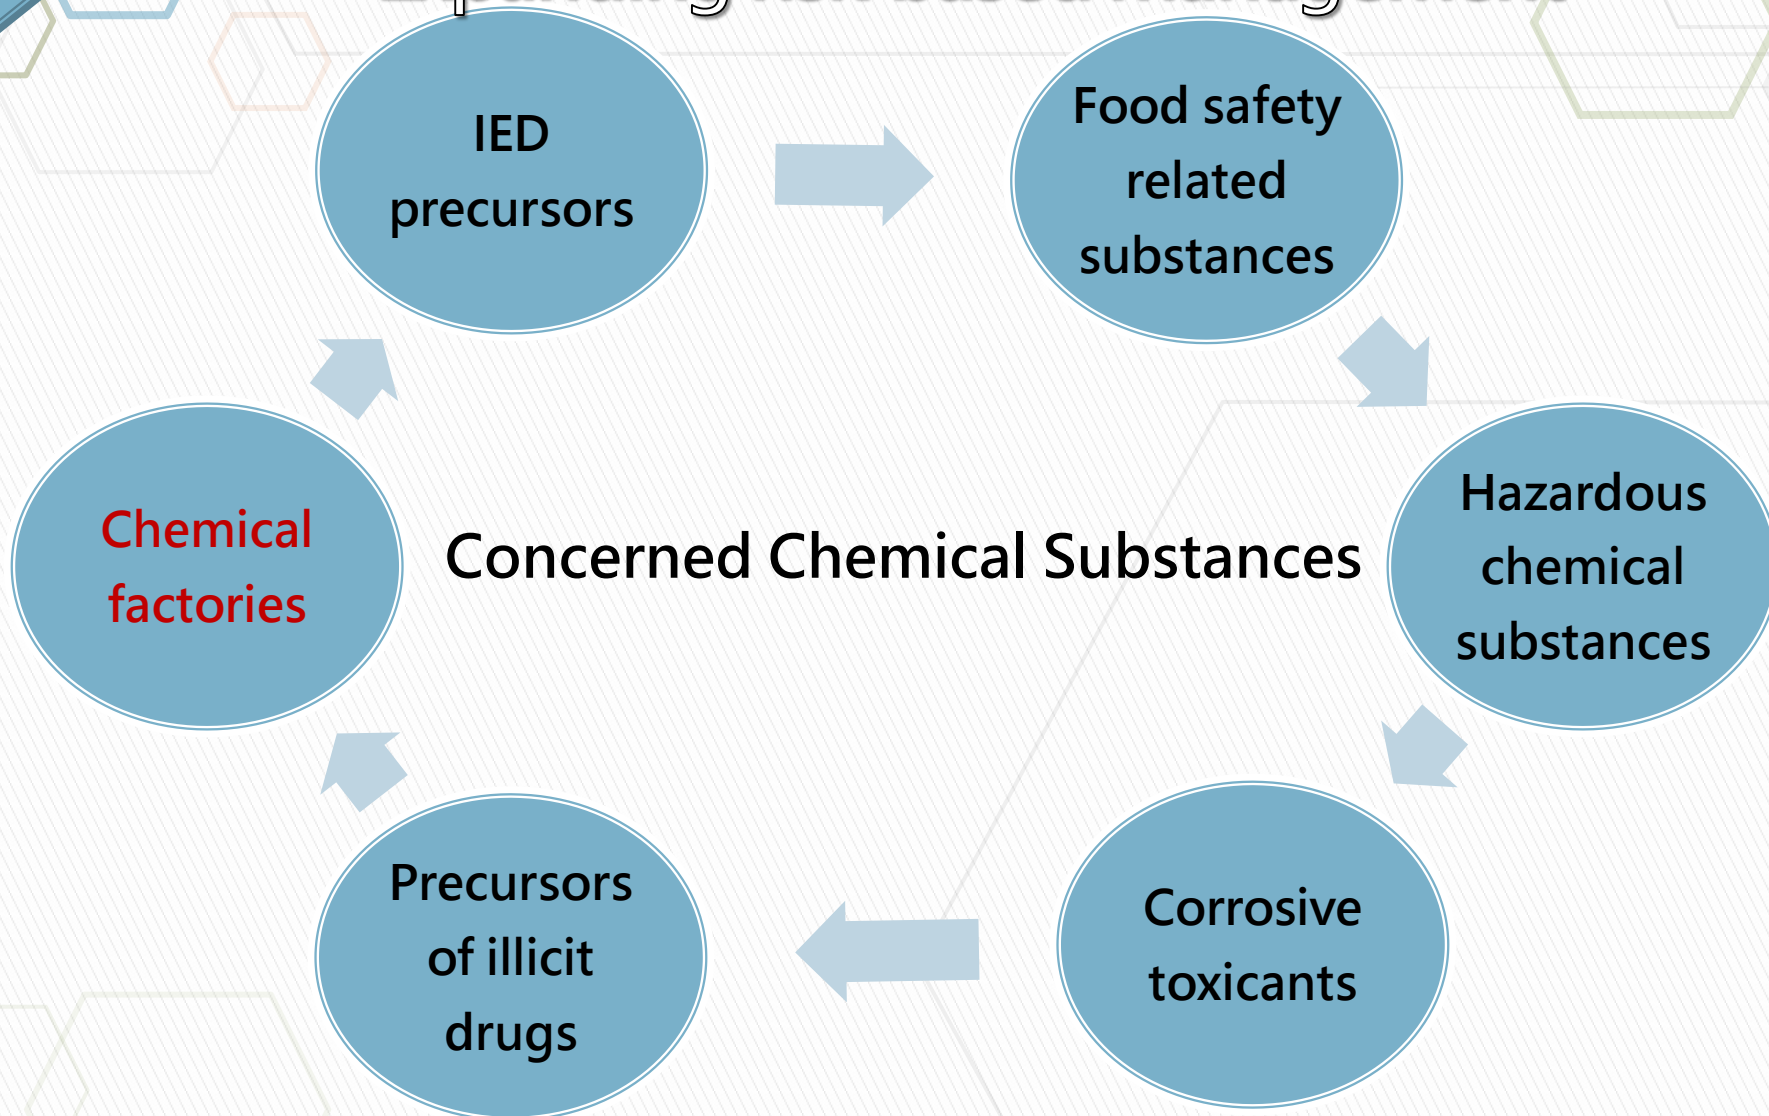 IED
precursors
Food safety
related
substances
Chemical
factories
Concerned Chemical Substances
Hazardous
chemical
substances
Precursors
of illicit
drugs
Corrosive
toxicants